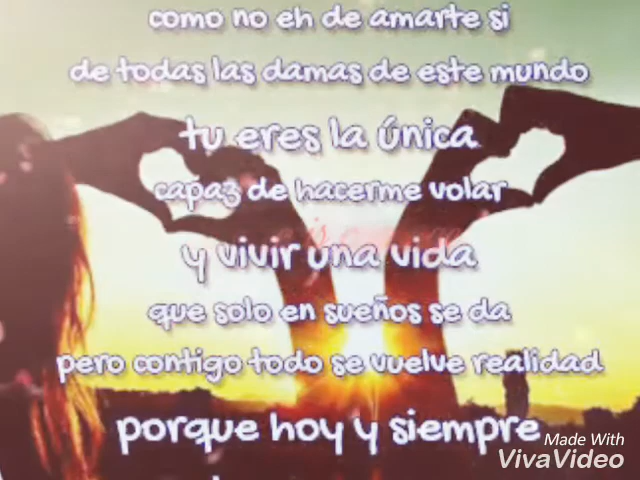 como no eh de amarte si
de todas las damas de este mundo
tu eres la única
capaz de hacerme volar
y vivir una vida
que solo en sueños se da
pero contigo todo se vuelve realidad
porque hoy y siempre
Made With
VivaVideo